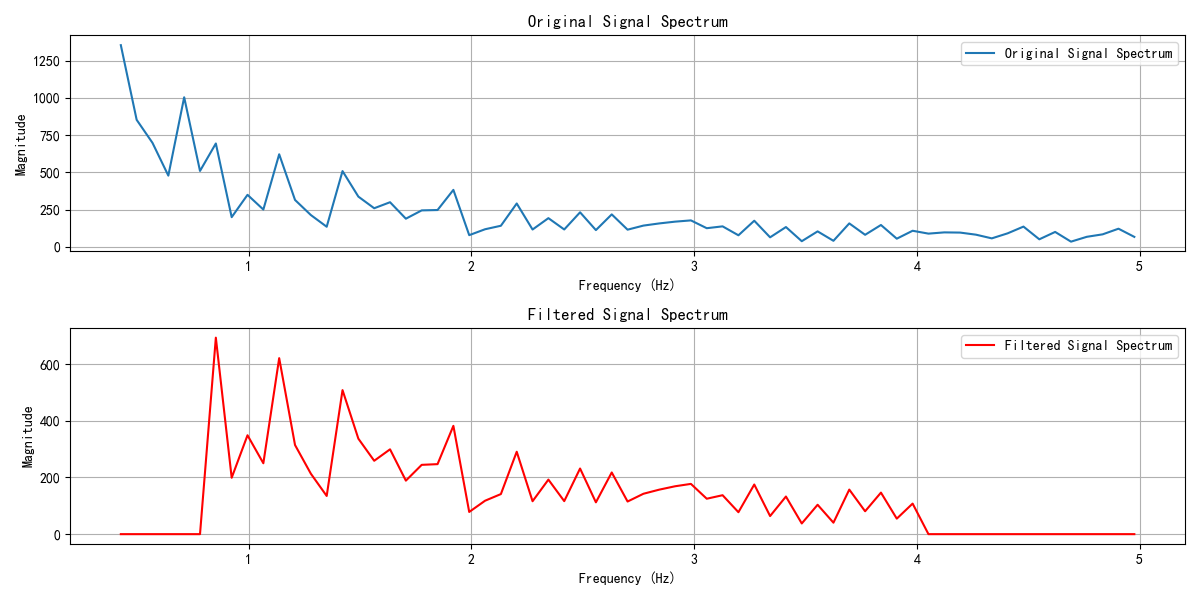 Original Signal Spectrum
Original Signal Spectrum
1250
1000
750
500
250
0
Magnitude
1 2 3 4 5
Frequency (Hz)
Filtered Signal Spectrum
Filtered Signal Spectrum
600
400
200
0
Magnitude
1 2 3 4 5
Frequency (Hz)